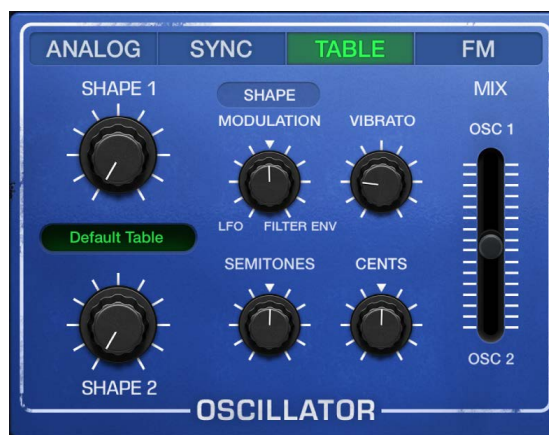 ANALOG SYNC TABLE FM
SHAPE 1
SHAPE
MODULATION
VIBRATO
MIX
OSC 1
LFO FILTER ENV
Default Table
SEMITONES
CENTS
SHAPE 2
OSC 2
OSCILLATOR